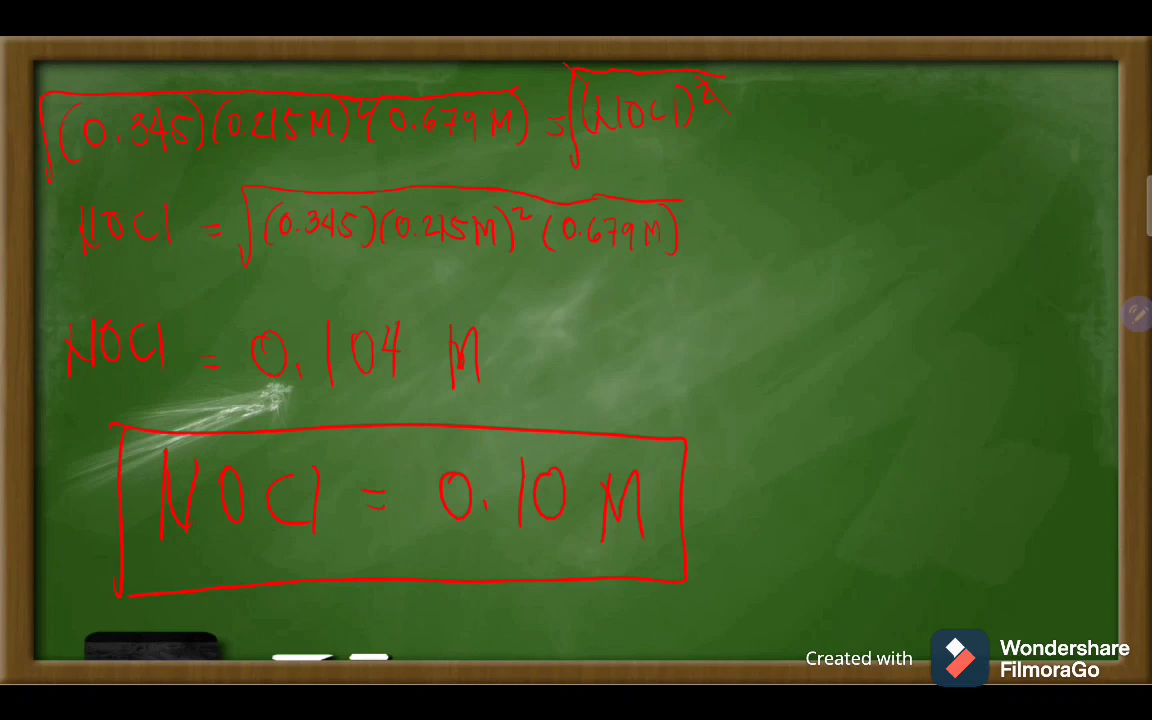 √(0.345)(0.215M)²(0.679M) = √(NOCl)²
NOCl = √(0.345)(0.215M)²(0.679M)
NOCl = 0.104 M
NOCl = 0.10 M
Created with Wondershare FilmoraGo